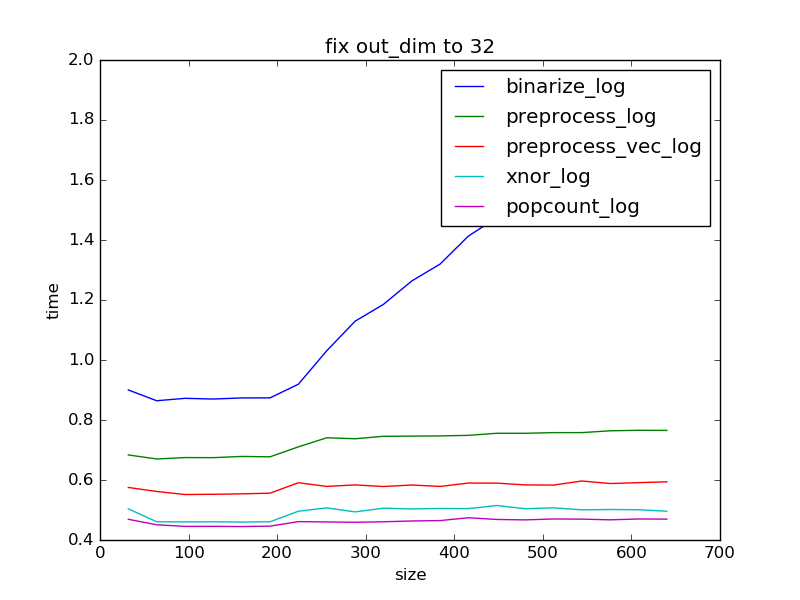 fix out_dim to 32
2.0
1.8
1.6
1.4
1.2
1.0
0.8
0.6
0.4
time
binarize_log
preprocess_log
preprocess_vec_log
xnor_log
popcount_log
0 100 200 300 400 500 600 700
size